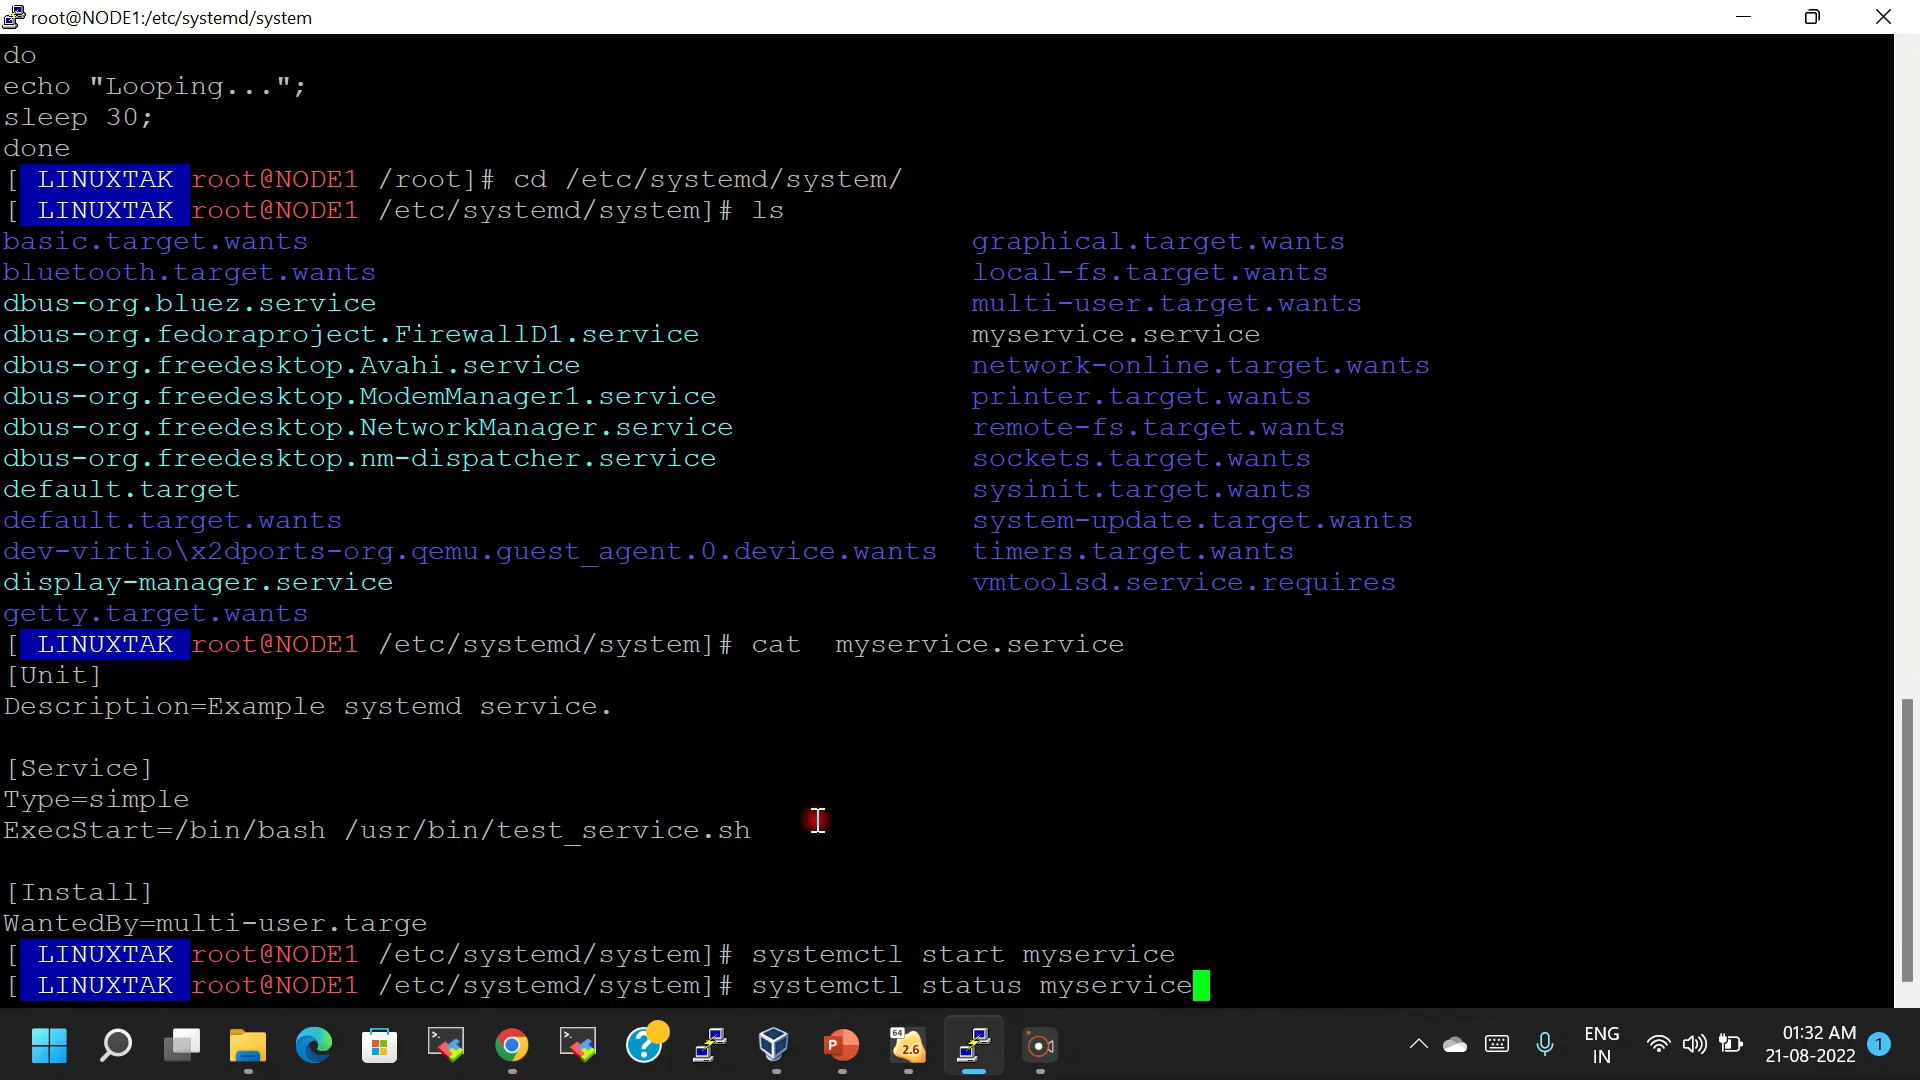 root@NODE1:/etc/systemd/system
do
echo "Looping...";
sleep 30;
done
[ LINUXTAK root@NODE1 /root]# cd /etc/systemd/system/
[ LINUXTAK root@NODE1 /etc/systemd/system]# ls
basic.target.wants graphical.target.wants
bluetooth.target.wants local-fs.target.wants
dbus-org.bluez.service multi-user.target.wants
dbus-org.fedoraproject.FirewallD1.service myservice.service
dbus-org.freedesktop.Avahi.service network-online.target.wants
dbus-org.freedesktop.ModemManager1.service printer.target.wants
dbus-org.freedesktop.NetworkManager.service remote-fs.target.wants
dbus-org.freedesktop.nm-dispatcher.service sockets.target.wants
default.target sysinit.target.wants
default.target.wants system-update.target.wants
dev-virtio\x2dports-org.qemu.guest_agent.0.device.wants timers.target.wants
display-manager.service vmtoolsd.service.requires
getty.target.wants
[ LINUXTAK root@NODE1 /etc/systemd/system]# cat  myservice.service
[Unit]
Description=Example systemd service.
[Service]
Type=simple
ExecStart=/bin/bash /usr/bin/test_service.sh
[Install]
WantedBy=multi-user.targe
[ LINUXTAK root@NODE1 /etc/systemd/system]# systemctl start myservice
[ LINUXTAK root@NODE1 /etc/systemd/system]# systemctl status myservice
64
2.6
ENG
IN
01:32 AM
21-08-2022
1